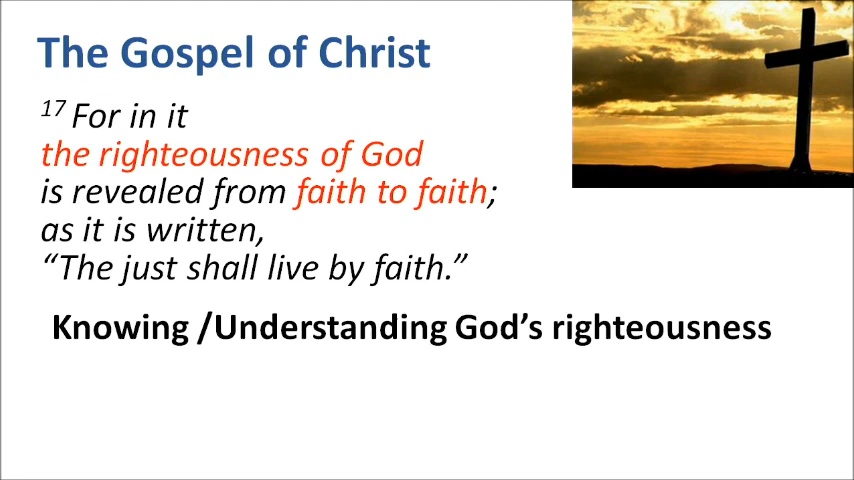 The Gospel of Christ
17 For in it
the righteousness of God
is revealed from faith to faith;
as it is written,
“The just shall live by faith.”
Knowing /Understanding God’s righteousness